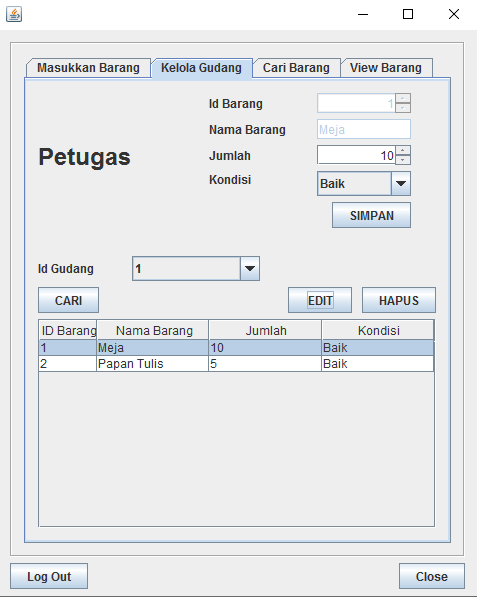 Masukkan Barang Kelola Gudang Cari Barang View Barang
Id Barang 1
Nama Barang Meja
Petugas
Jumlah 10
Kondisi Baik
SIMPAN
Id Gudang 1
CARI EDIT HAPUS
ID Barang Nama Barang Jumlah Kondisi
1 Meja 10 Baik
2 Papan Tulis 5 Baik
Log Out Close